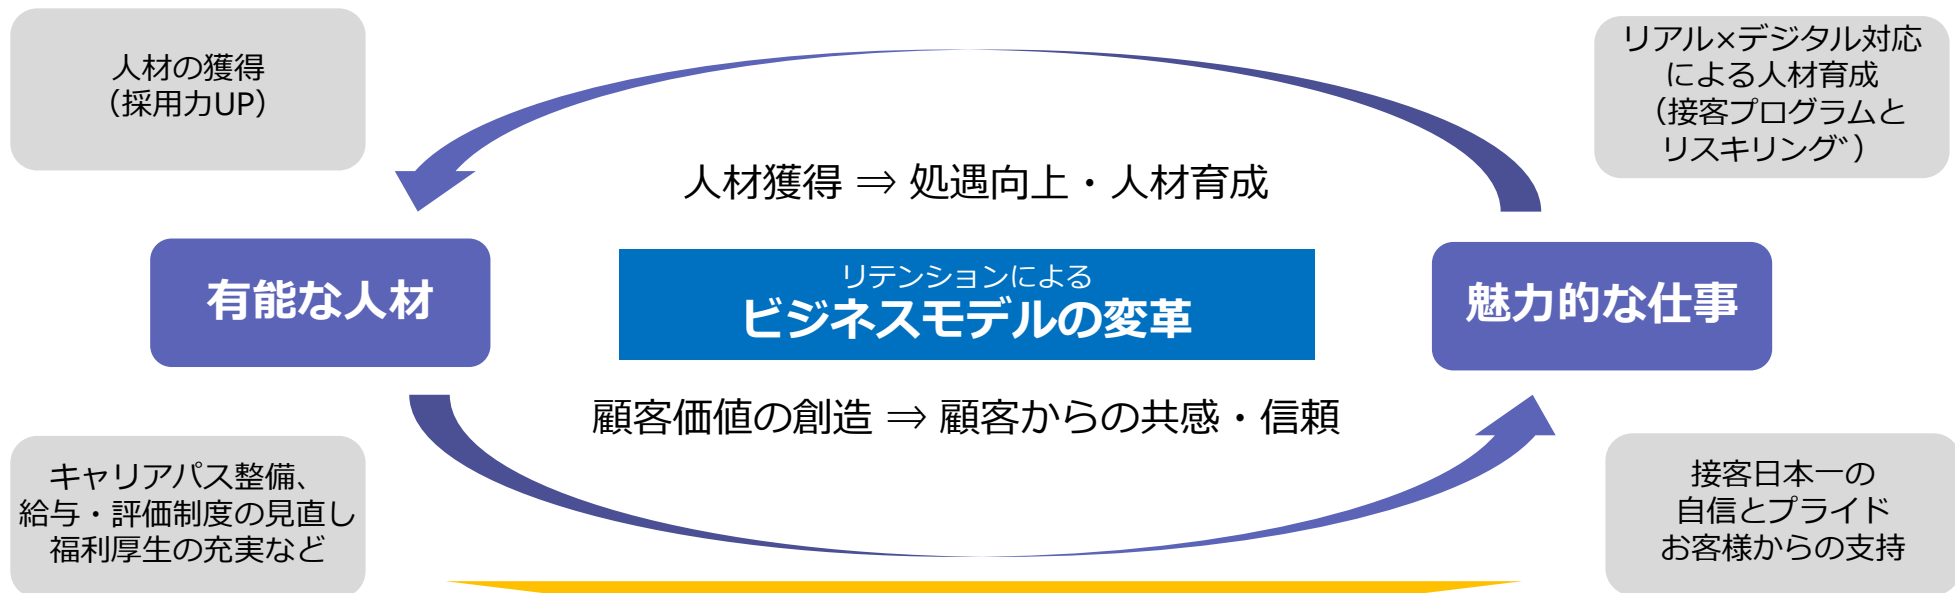 人材の獲得
（採用力UP）
リアル×デジタル対応
による人材育成
（接客プログラムと
リスキリング゛）
人材獲得 ⇒ 処遇向上・人材育成
有能な人材
リテンションによる
ビジネスモデルの変革
魅力的な仕事
顧客価値の創造 ⇒ 顧客からの共感・信頼
キャリアパス整備、
給与・評価制度の見直し
福利厚生の充実など
接客日本一の
自信とプライド
お客様からの支持